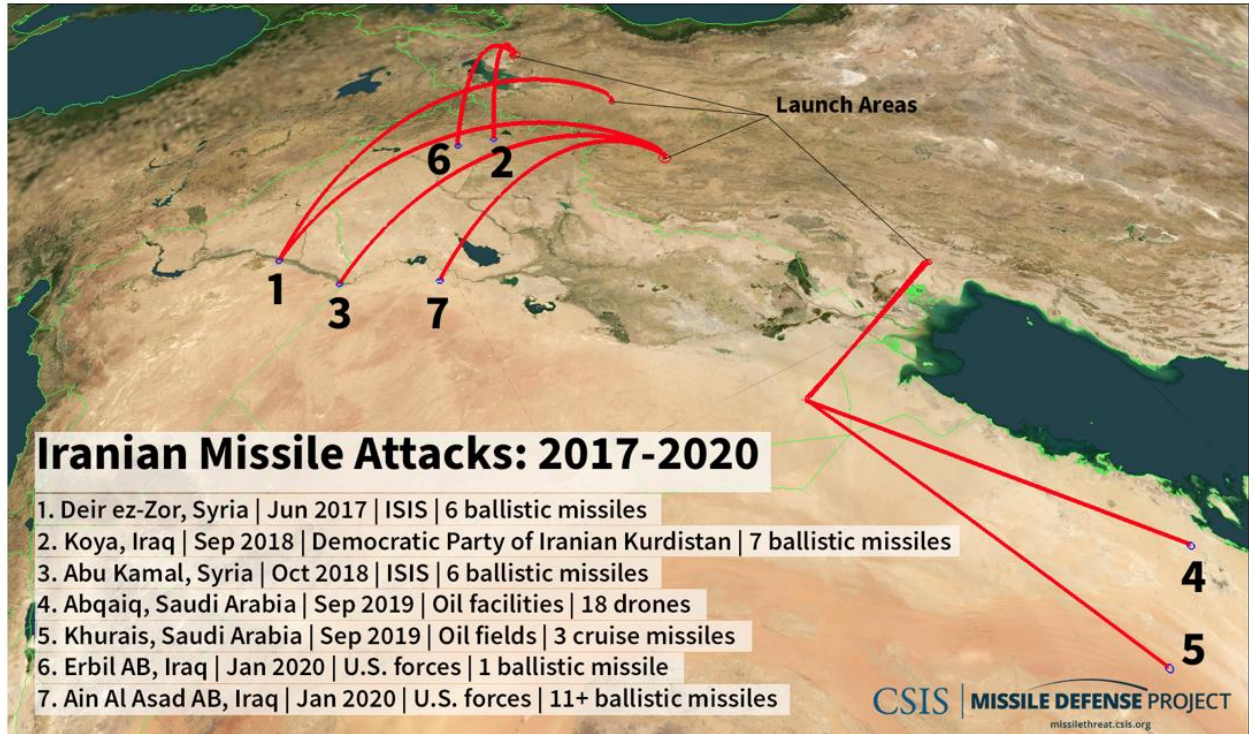 Launch Areas
6
2
1
3
7
Iranian Missile Attacks: 2017-2020
1. Deir ez-Zor, Syria | Jun 2017 | ISIS | 6 ballistic missiles
2. Koya, Iraq | Sep 2018 | Democratic Party of Iranian Kurdistan | 7 ballistic missiles
3. Abu Kamal, Syria | Oct 2018 | ISIS | 6 ballistic missiles
4. Abqaiq, Saudi Arabia | Sep 2019 | Oil facilities | 18 drones
5. Khurais, Saudi Arabia | Sep 2019 | Oil fields | 3 cruise missiles
6. Erbil AB, Iraq | Jan 2020 | U.S. forces | 1 ballistic missile
7. Ain Al Asad AB, Iraq | Jan 2020 | U.S. forces | 11+ ballistic missiles
4
5
CSIS | MISSILE DEFENSE PROJECT
missilethreat.csis.org